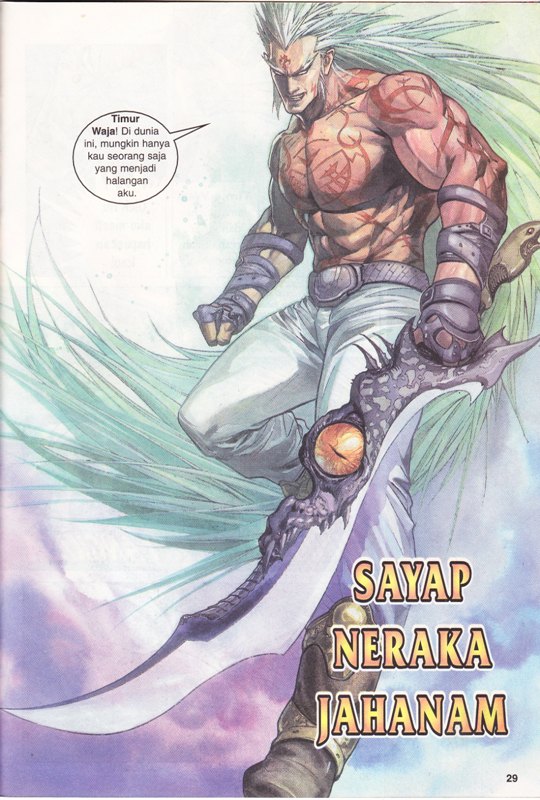 Timur
Waja! Di dunia
ini, mungkin hanya
kau seorang saja
yang menjadi
halangan
aku.
SAYAP
NERAKA
JAHANAM
29